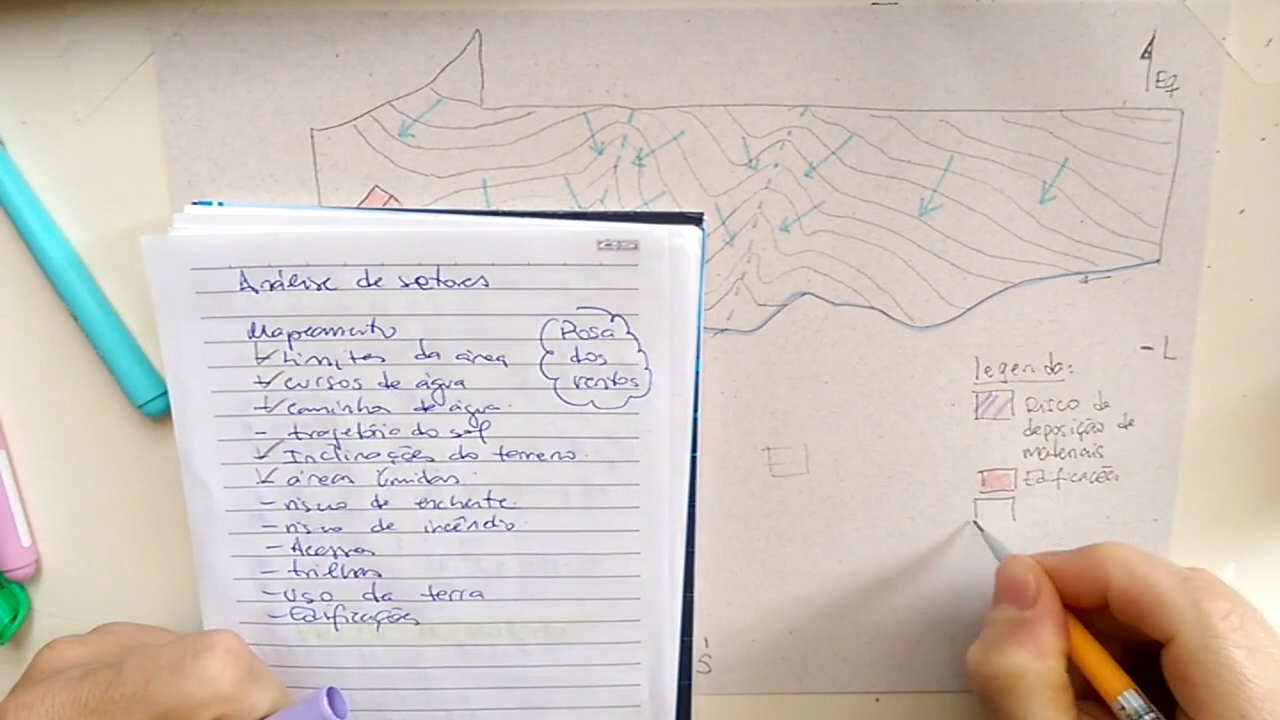 Análise de setores
Mapeamento
Limites da área
cursos de água
caminho de água.
- trajetória do sol
Inclinações do terreno.
áreas úmidas
- risco de enchente.
- risco de incêndio
- Acessos
- trilhas
- uso da terra
- Edificações
Rosa
dos
ventos
- L
legenda:
Risco de
deposição de
materiais
Edificações
S